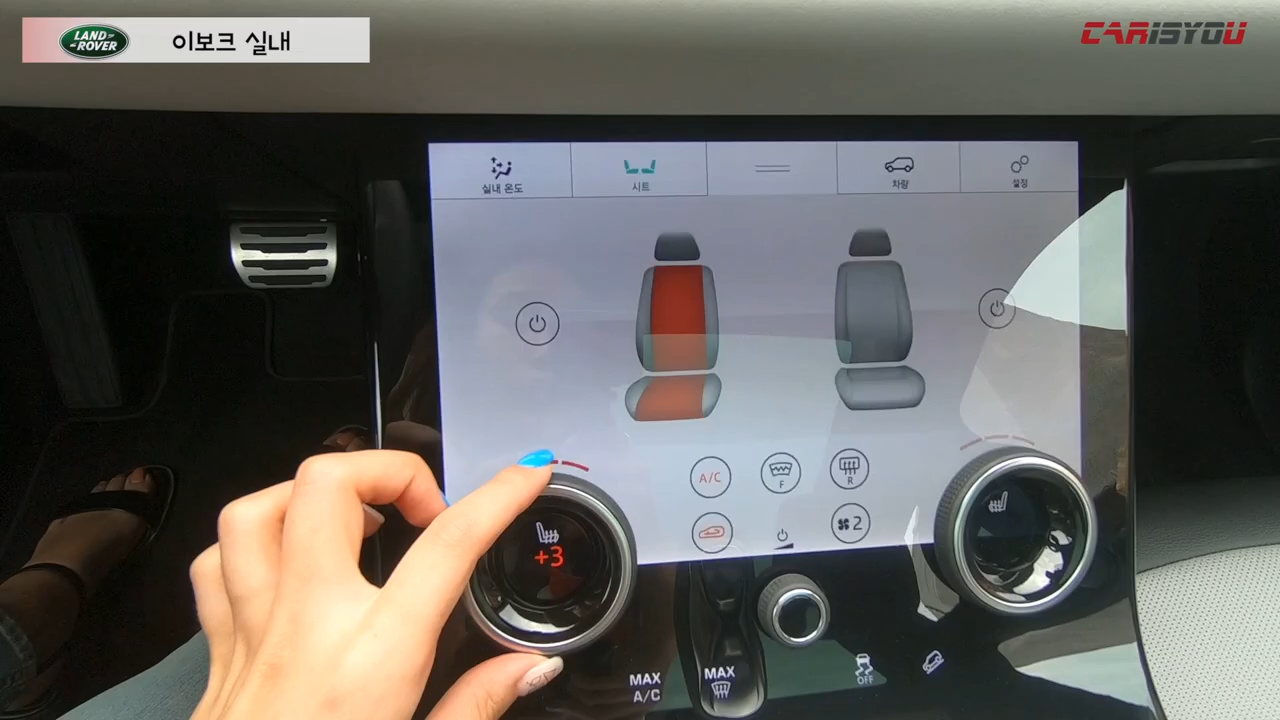 LAND-
-ROVER
이보크 실내
CARISYOU
실내 온도
시트
차량
설정
A/C
F
R
2
+3
MAX
A/C
MAX
OFF